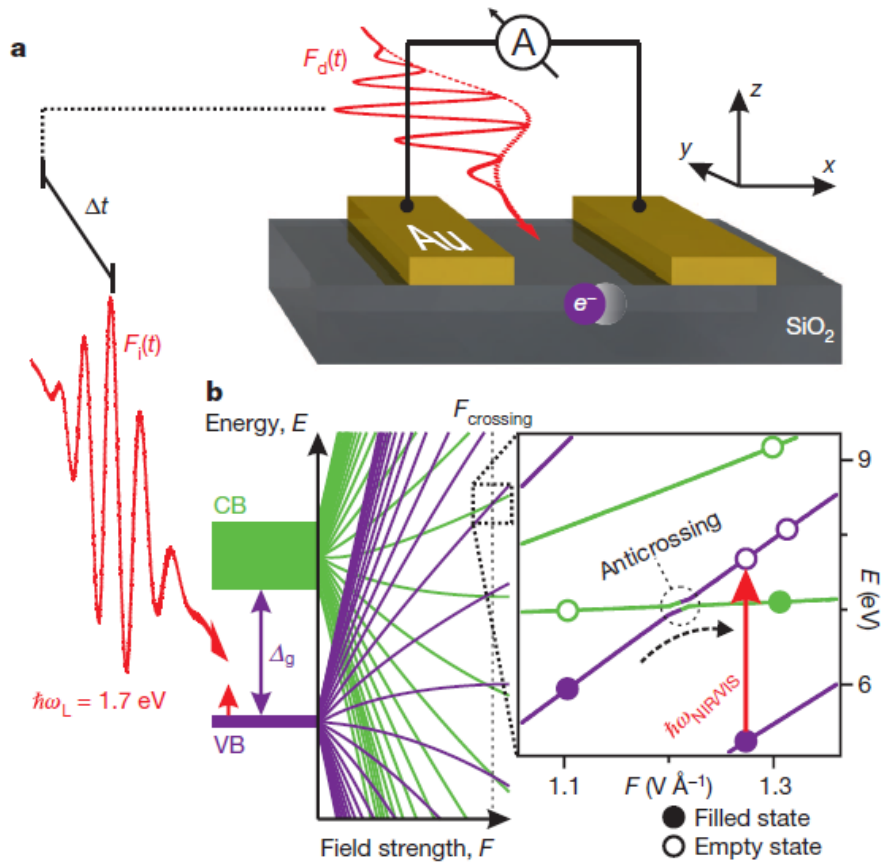 a
F_d(t)
A
z
y
x
Δt
Au
e⁻
SiO₂
F_i(t)
ħω_L = 1.7 eV
b
Energy, E
F_crossing
CB
Δ_g
VB
Field strength, F
Anticrossing
ħω_NIR/VIS
9
E (eV)
6
1.1
F (V Å⁻¹)
1.3
Filled state
Empty state